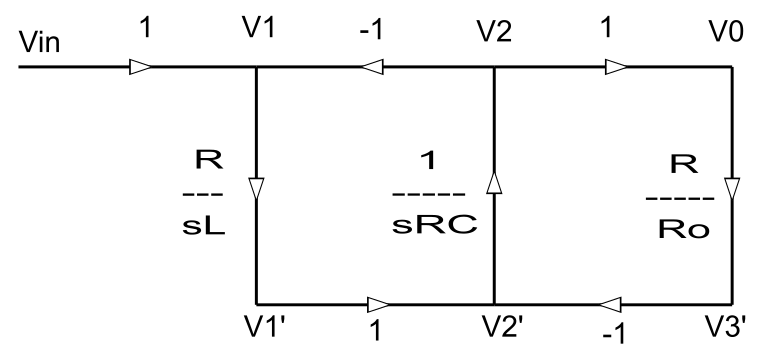 Vin 1 V1 -1 V2 1 V0
R
---
sL
1
-----
sRC
R
-----
Ro
V1' 1 V2' -1 V3'